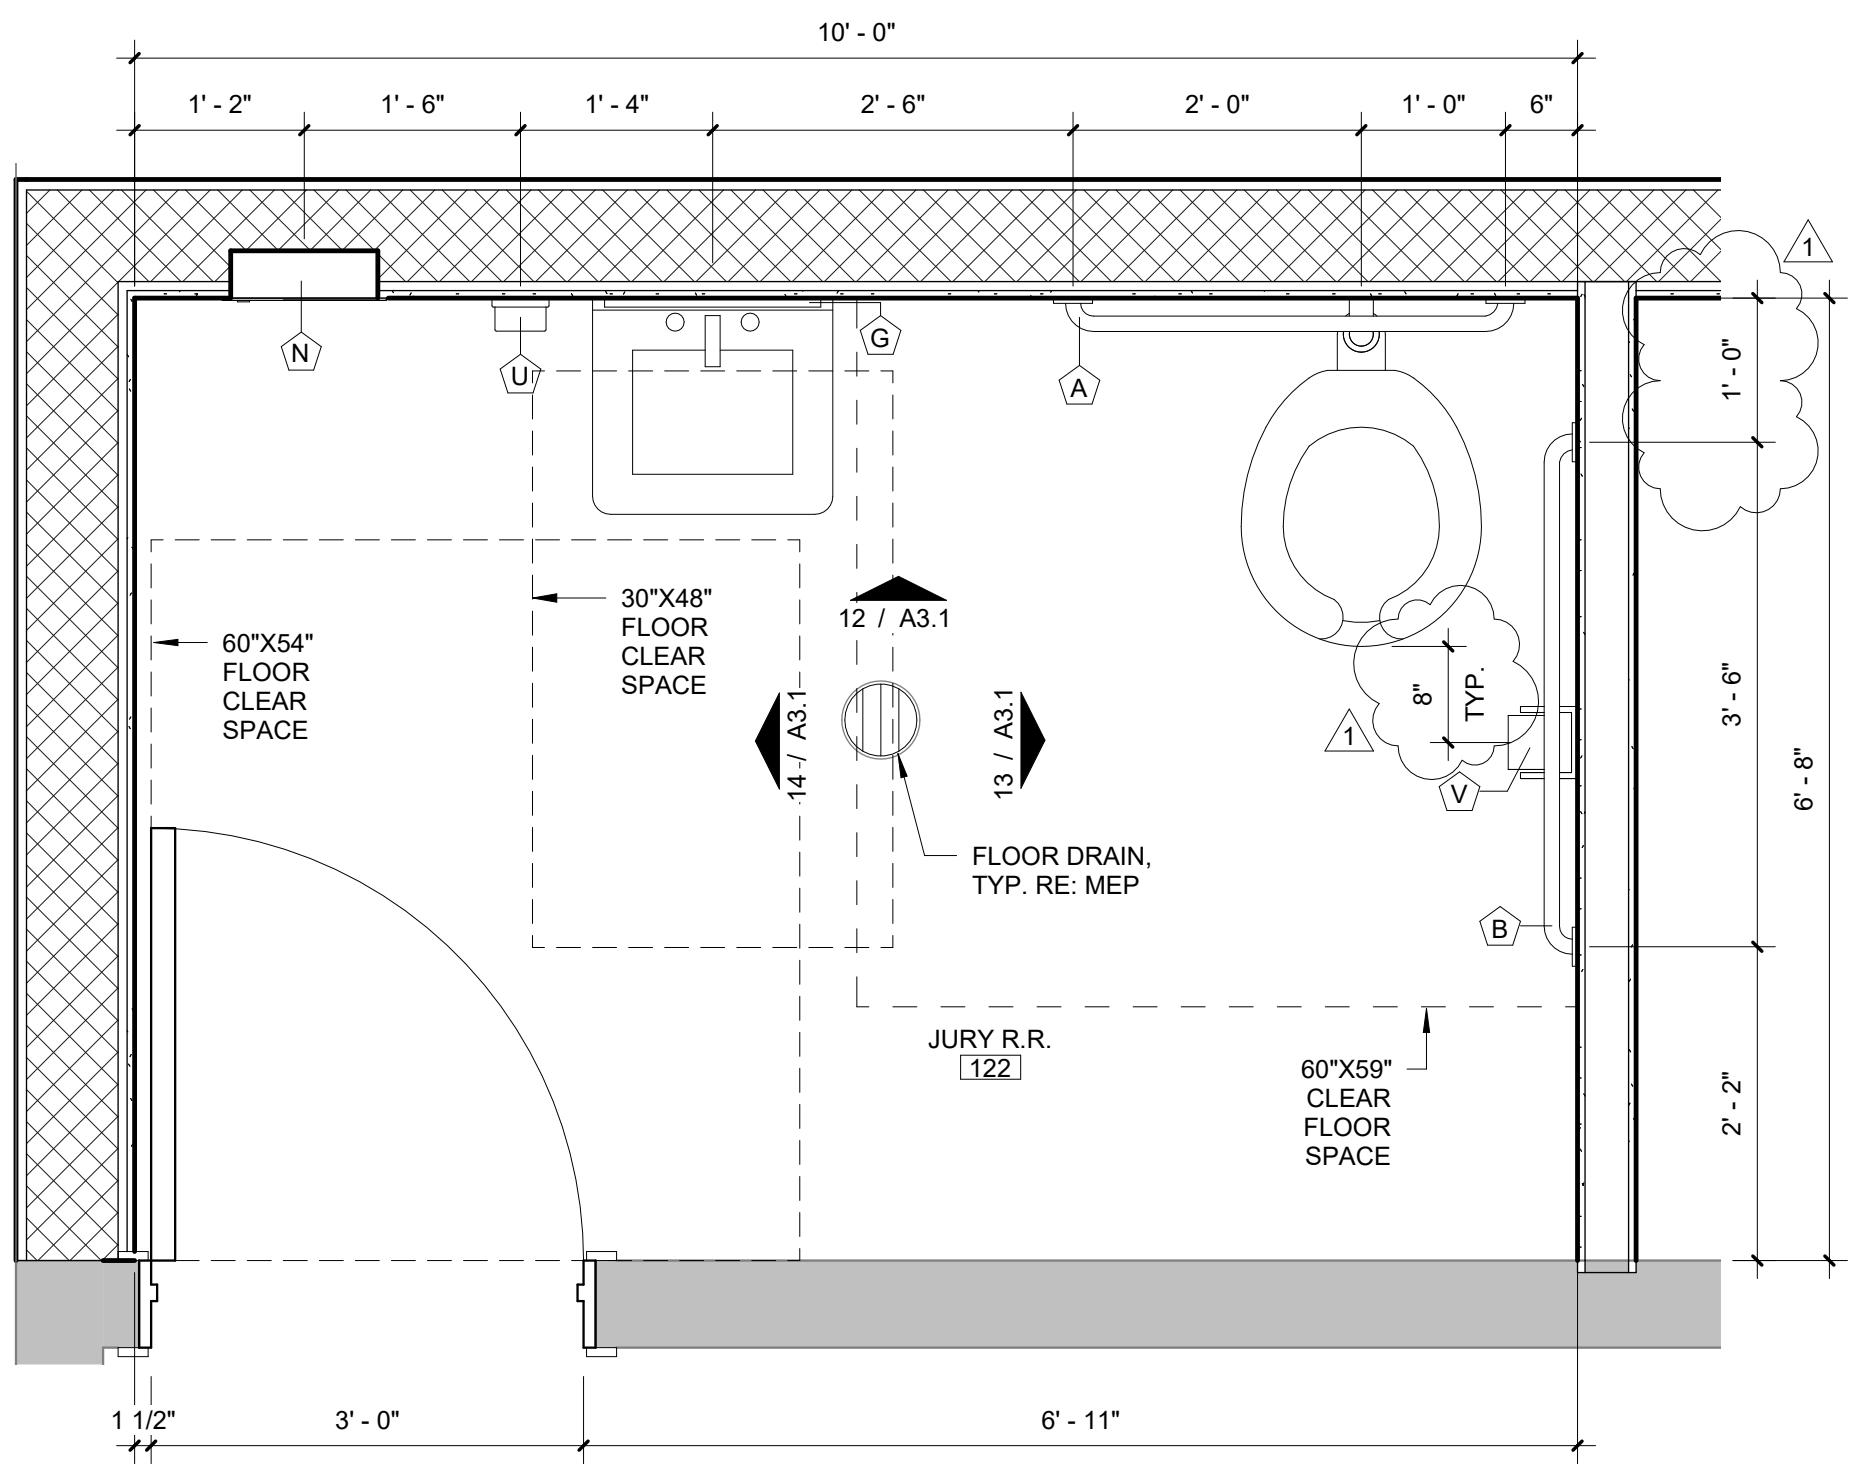 10' - 0"
1' - 2"
1' - 6"
1' - 4"
2' - 6"
2' - 0"
1' - 0"
6"
1
N
U
G
A
1' - 0"
60"X54"
FLOOR
CLEAR
SPACE
30"X48"
FLOOR
CLEAR
SPACE
12 / A3.1
14 / A3.1
13 / A3.1
8"
TYP.
1
V
3' - 6"
6' - 8"
FLOOR DRAIN,
TYP. RE: MEP
B
JURY R.R.
122
60"X59"
CLEAR
FLOOR
SPACE
2' - 2"
1 1/2"
3' - 0"
6' - 11"